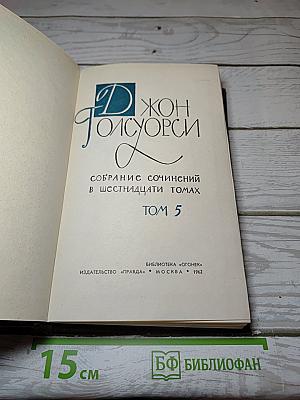 ДЖОН
ГОЛСУОРСИ
СОБРАНИЕ СОЧИНЕНИЙ
В ШЕСТНАДЦАТИ ТОМАХ
ТОМ 5
БИБЛИОТЕКА «ОГОНЕК»
ИЗДАТЕЛЬСТВО «ПРАВДА» • МОСКВА • 1962
15 см
БФ БИБЛИОФАН